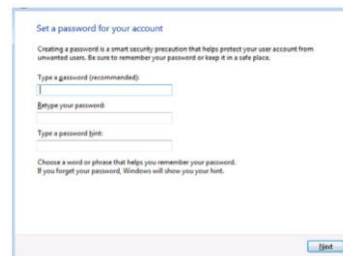 Set a password for your account
Creating a password is a smart security precaution that helps protect your user account from
unwanted users. Be sure to remember your password or keep it in a safe place.
Type a password (recommended):
Retype your password:
Type a password hint:
Choose a word or phrase that helps you remember your password.
If you forget your password, Windows will show you your hint.
Next